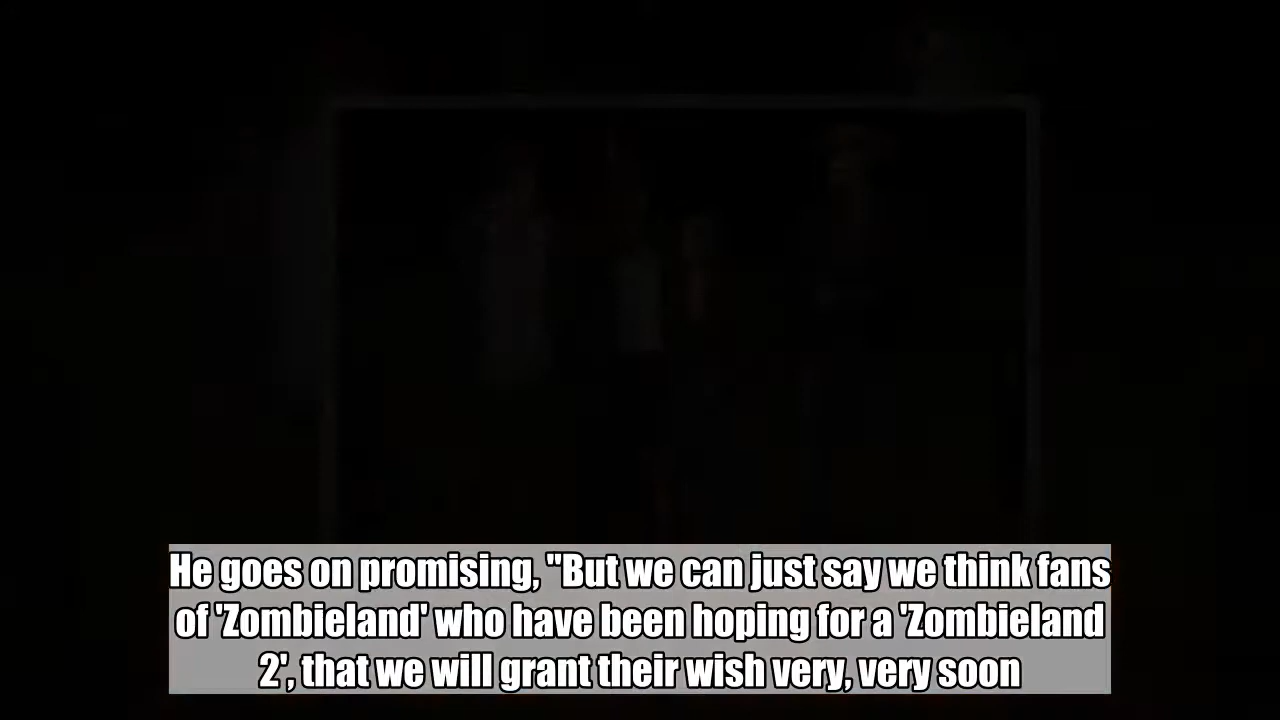 He goes on promising, "But we can just say we think fans
of 'Zombieland' who have been hoping for a 'Zombieland
2', that we will grant their wish very, very soon